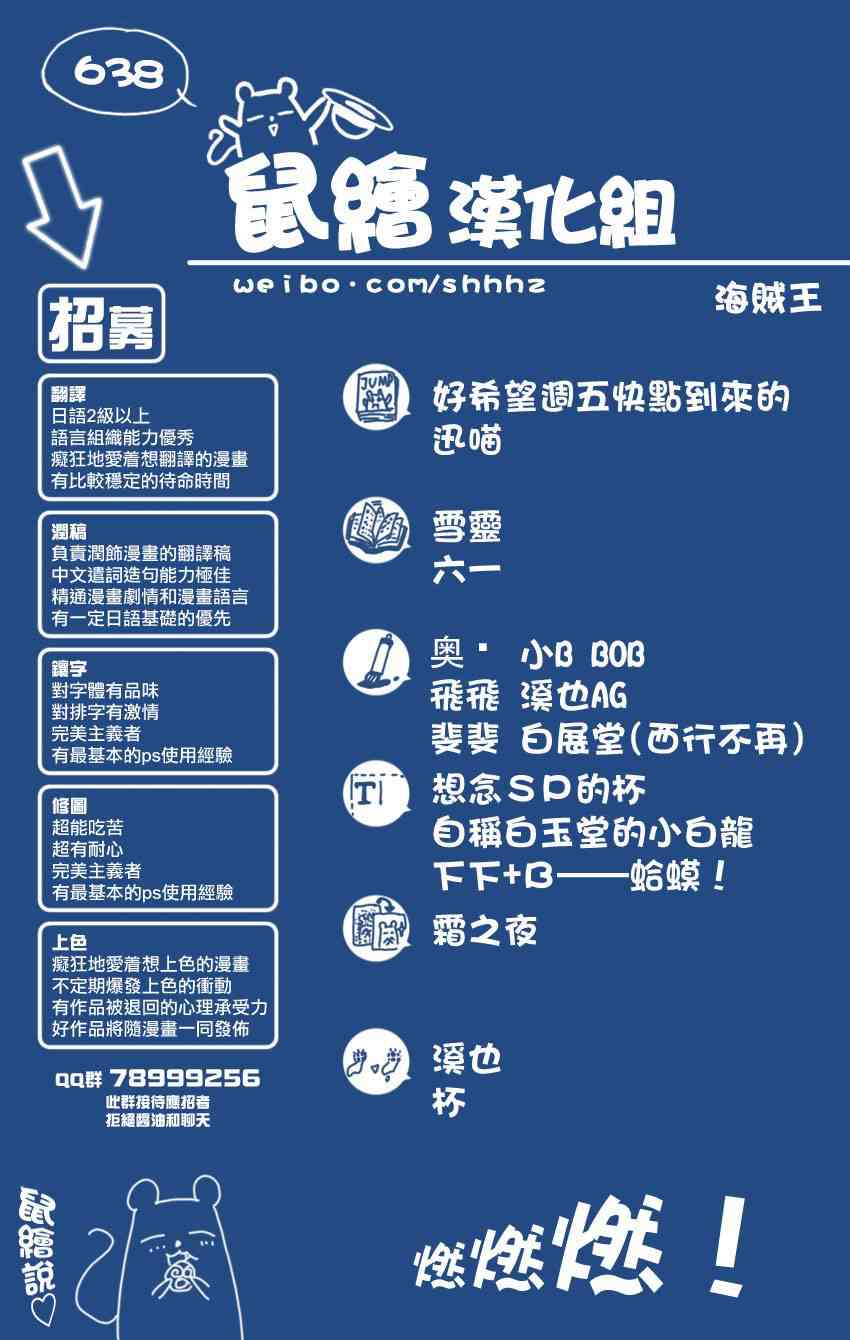 638
鼠繪漢化組
weibo.com/shhhz
海賊王
招募
翻譯
日語2級以上
語言組織能力優秀
癡狂地愛着想翻譯的漫畫
有比較穩定的待命時間
潤稿
負責潤飾漫畫的翻譯稿
中文遣詞造句能力極佳
精通漫畫劇情和漫畫語言
有一定日語基礎的優先
鑲字
對字體有品味
對排字有激情
完美主義者
有最基本的ps使用經驗
修圖
超能吃苦
超有耐心
完美主義者
有最基本的ps使用經驗
上色
癡狂地愛着想上色的漫畫
不定期爆發上色的衝動
有作品被退回的心理承受力
好作品將隨漫畫一同發佈
QQ群 78999256
此群接待應招者
拒絕醬油和聊天
JUMP
好希望週五快點到來的
迅喵
雪靈
六一
奥 小B BOB
飛飛 溪也AG
斐斐 白展堂(西行不再)
T
想念SP的杯
自稱白玉堂的小白龍
下下+B——蛤蟆！
霜之夜
溪也
杯
鼠繪說♡
燃燃燃！